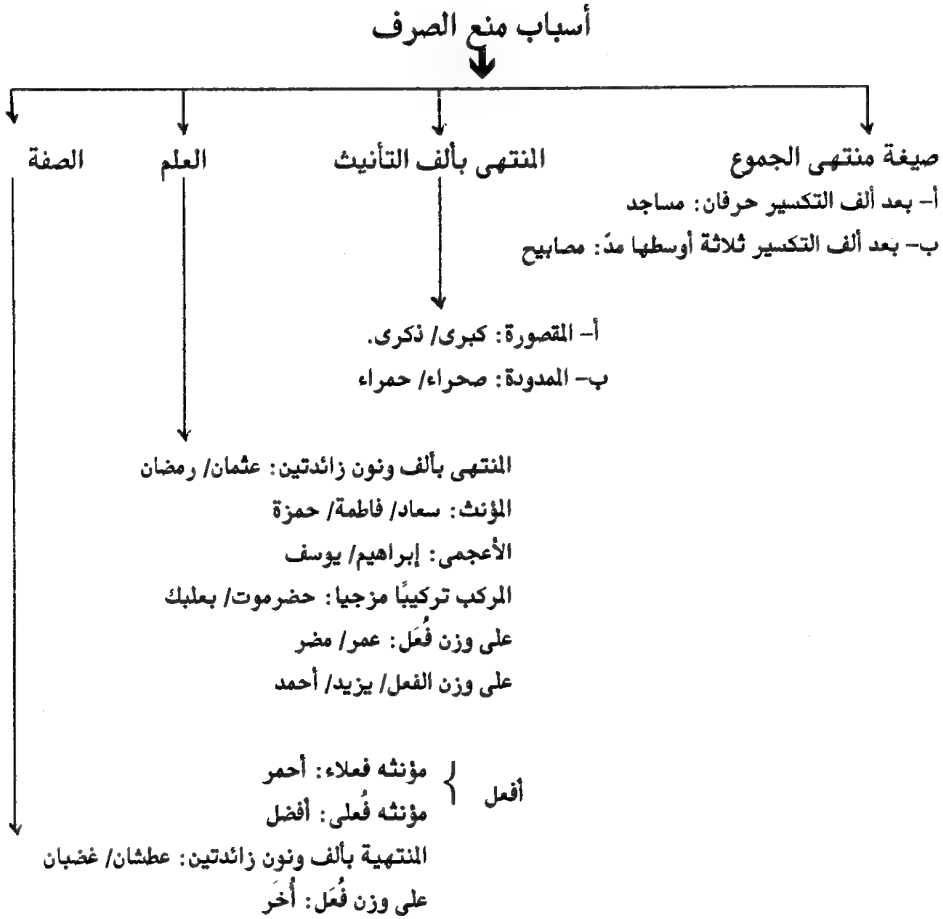 أسباب منع الصرف
صيغة منتهى الجموع
المنتهى بألف التأنيث
العلم
الصفة
أ- بعد ألف التكسير حرفان: مساجد
ب- بعد ألف التكسير ثلاثة أوسطها مدّ: مصابيح
أ- المقصورة: كبرى/ ذكرى.
ب- الممدودة: صحراء/ حمراء
المنتهى بألف ونون زائدتين: عثمان/ رمضان
المؤنث: سعاد/ فاطمة/ حمزة
الأعجمى: إبراهيم/ يوسف
المركب تركيبًا مزجيا: حضرموت/ بعلبك
على وزن فُعَل: عمر/ مضر
على وزن الفعل/ يزيد/ أحمد
أفعل
مؤنثه فعلاء: أحمر
مؤنثه فُعلى: أفضل
المنتهية بألف ونون زائدتين: عطشان/ غضبان
على وزن فُعَل: أُخَر